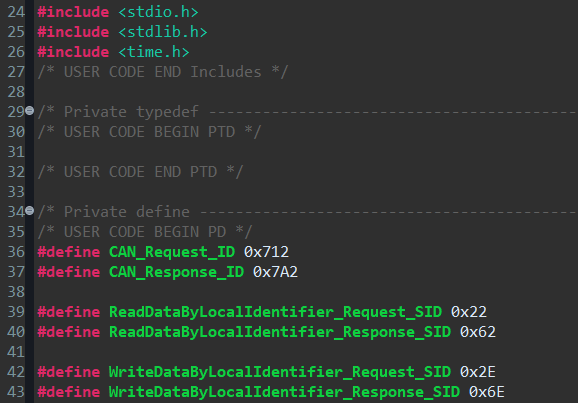 24 #include <stdio.h>
25 #include <stdlib.h>
26 #include <time.h>
27 /* USER CODE END Includes */
28
29 /* Private typedef -----------------------------------------
30 /* USER CODE BEGIN PTD */
31
32 /* USER CODE END PTD */
33
34 /* Private define ------------------------------------------
35 /* USER CODE BEGIN PD */
36 #define CAN_Request_ID 0x712
37 #define CAN_Response_ID 0x7A2
38
39 #define ReadDataByLocalIdentifier_Request_SID 0x22
40 #define ReadDataByLocalIdentifier_Response_SID 0x62
41
42 #define WriteDataByLocalIdentifier_Request_SID 0x2E
43 #define WriteDataByLocalIdentifier_Response_SID 0x6E